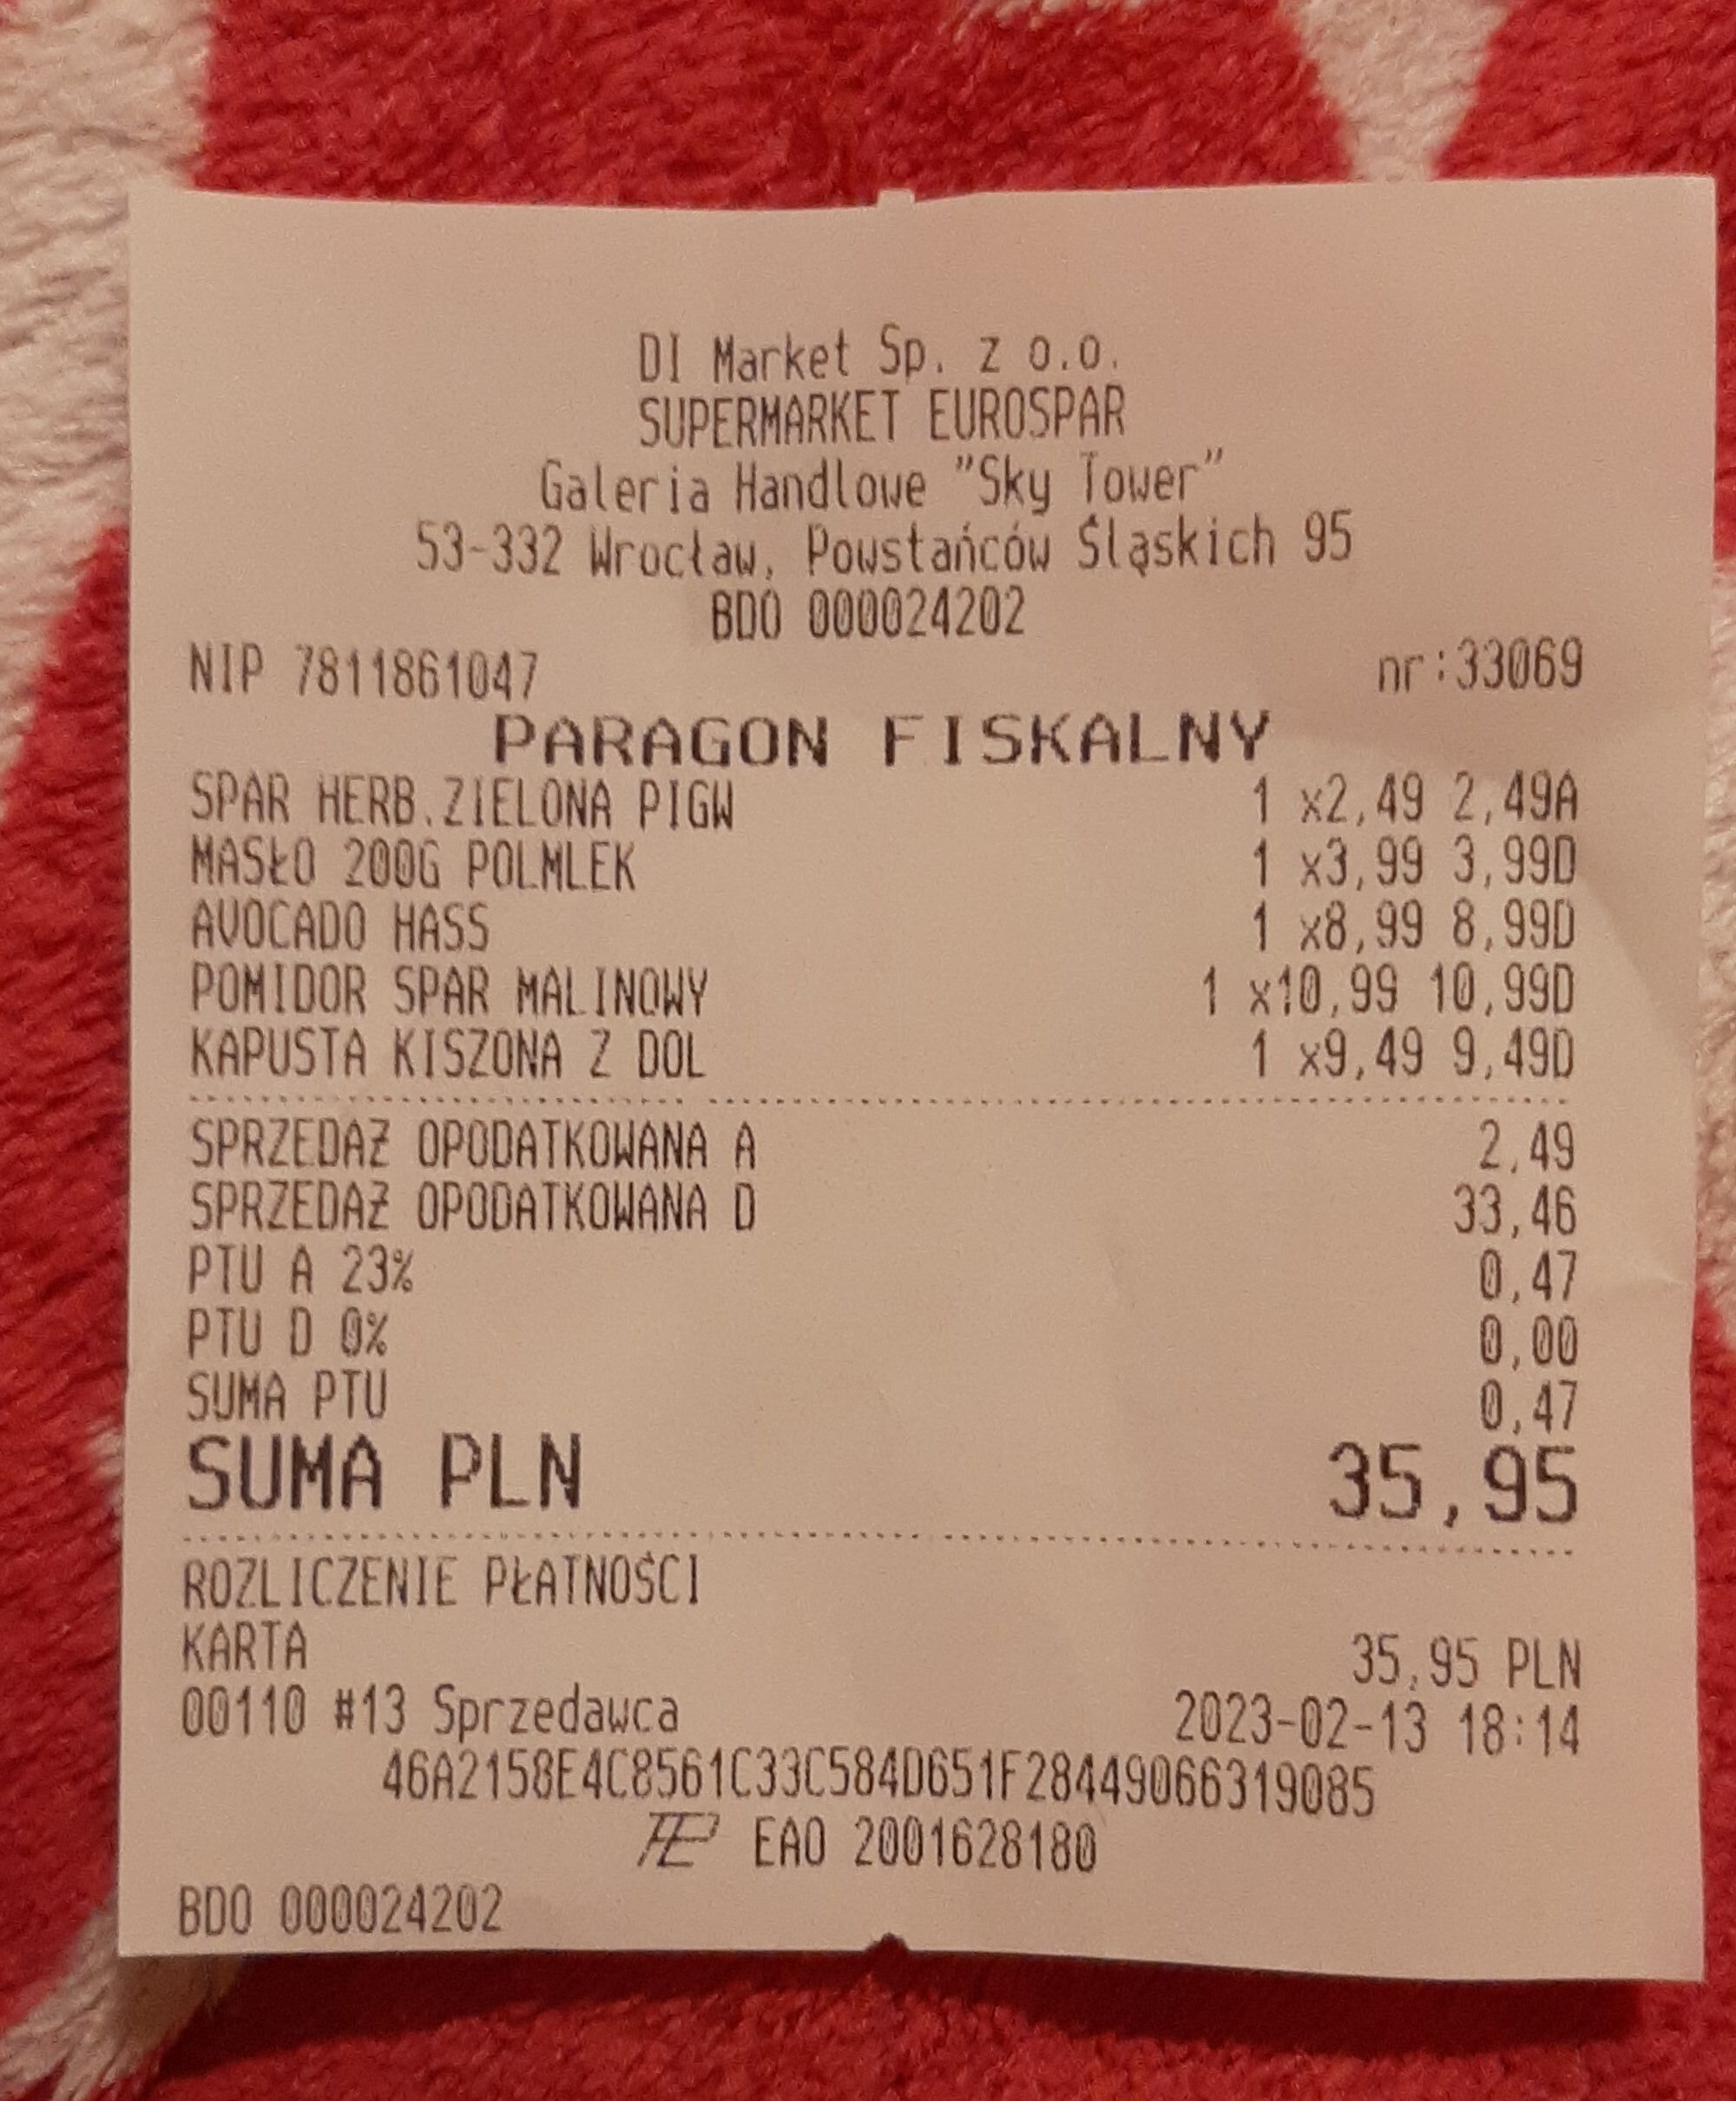 DI Market Sp. z o.o.
SUPERMARKET EUROSPAR
Galeria Handlowe "Sky Tower"
53-332 Wrocław, Powstańców Śląskich 95
BDO 000024202
NIP 7811861047 nr:33069
PARAGON FISKALNY
SPAR HERB.ZIELONA PIGW 1 x2,49 2,49A
MASŁO 200G POLMLEK 1 x3,99 3,99D
AVOCADO HASS 1 x8,99 8,99D
POMIDOR SPAR MALINOWY 1 x10,99 10,99D
KAPUSTA KISZONA Z DOL 1 x9,49 9,49D
SPRZEDAŻ OPODATKOWANA A 2,49
SPRZEDAŻ OPODATKOWANA D 33,46
PTU A 23% 0,47
PTU D 0% 0,00
SUMA PTU 0,47
SUMA PLN 35,95
ROZLICZENIE PŁATNOŚCI
KARTA 35,95 PLN
00110 #13 Sprzedawca 2023-02-13 18:14
46A2158E4C8561C33C584D651F28449066319085
EAO 2001628180
BDO 000024202